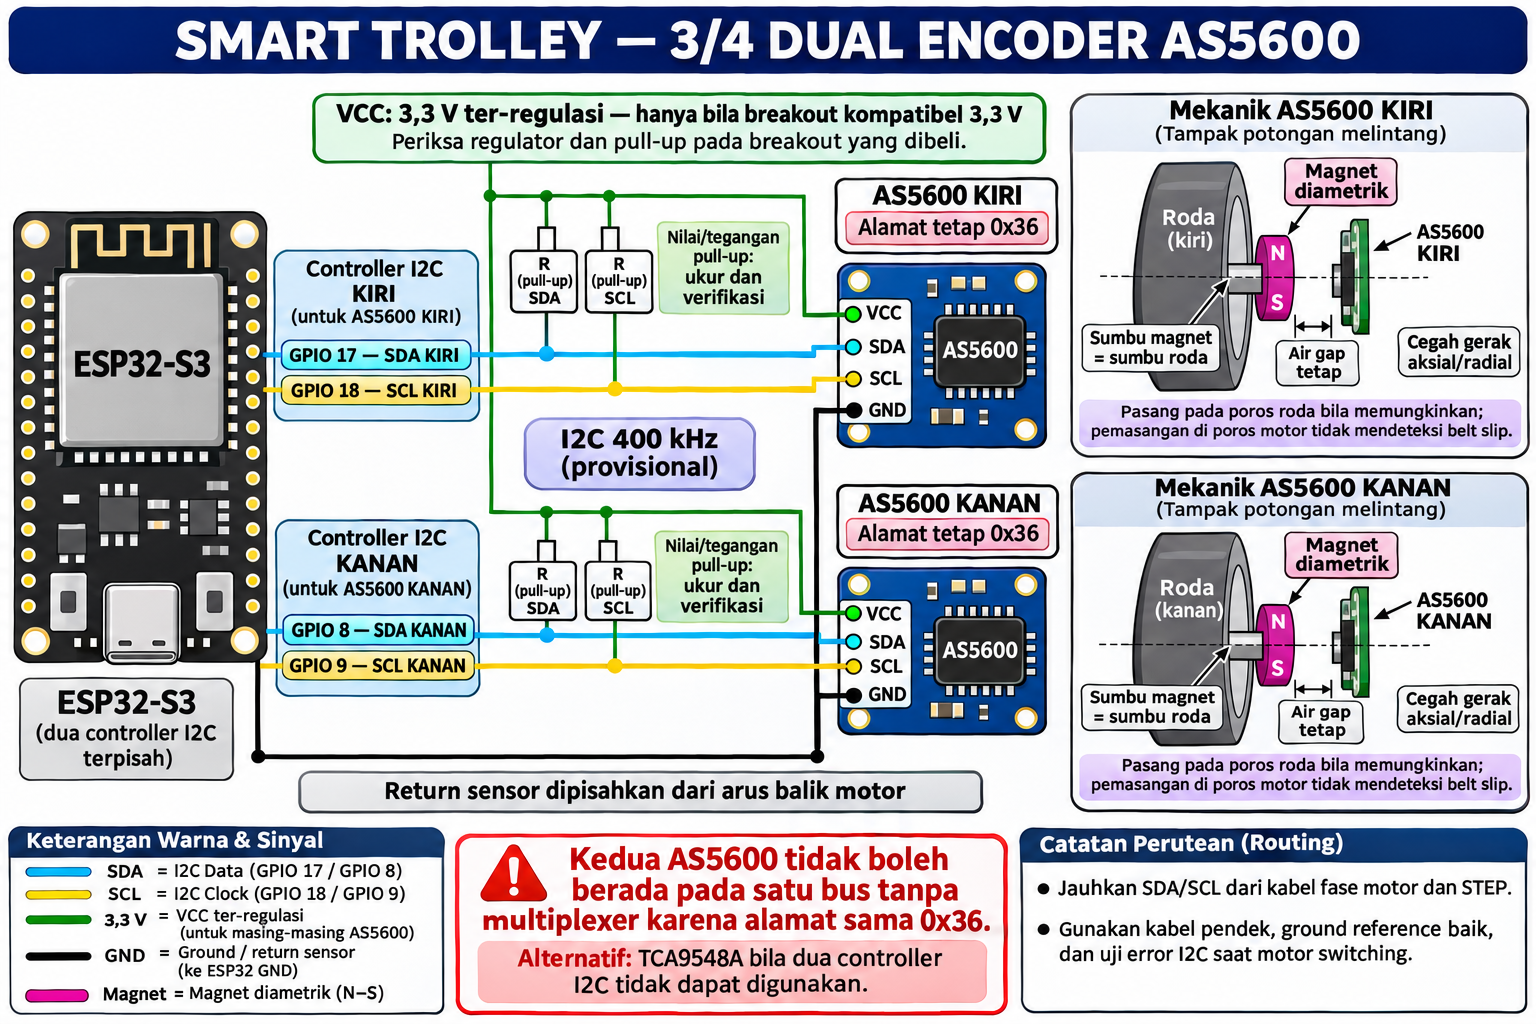 SMART TROLLEY — 3/4 DUAL ENCODER AS5600
VCC: 3,3 V ter-regulasi — hanya bila breakout kompatibel 3,3 V
Periksa regulator dan pull-up pada breakout yang dibeli.
ESP32-S3
ESP32-S3
(dua controller I2C
terpisah)
Controller I2C
KIRI
(untuk AS5600 KIRI)
GPIO 17 — SDA KIRI
GPIO 18 — SCL KIRI
R
(pull-up)
SDA
R
(pull-up)
SCL
Nilai/tegangan
pull-up:
ukur dan
verifikasi
AS5600 KIRI
Alamat tetap 0x36
VCC
SDA
SCL
GND
AS5600
I2C 400 kHz
(provisional)
Controller I2C
KANAN
(untuk AS5600 KANAN)
GPIO 8 — SDA KANAN
GPIO 9 — SCL KANAN
R
(pull-up)
SDA
R
(pull-up)
SCL
Nilai/tegangan
pull-up:
ukur dan
verifikasi
AS5600 KANAN
Alamat tetap 0x36
VCC
SDA
SCL
GND
AS5600
Return sensor dipisahkan dari arus balik motor
Mekanik AS5600 KIRI
(Tampak potongan melintang)
Magnet
diametrik
Roda
(kiri)
N
S
AS5600
KIRI
Sumbu magnet
= sumbu roda
Air gap
tetap
Cegah gerak
aksial/radial
Pasang pada poros roda bila memungkinkan;
pemasangan di poros motor tidak mendeteksi belt slip.
Mekanik AS5600 KANAN
(Tampak potongan melintang)
Magnet
diametrik
Roda
(kanan)
N
S
AS5600
KANAN
Sumbu magnet
= sumbu roda
Air gap
tetap
Cegah gerak
aksial/radial
Pasang pada poros roda bila memungkinkan;
pemasangan di poros motor tidak mendeteksi belt slip.
Keterangan Warna & Sinyal
SDA = I2C Data (GPIO 17 / GPIO 8)
SCL = I2C Clock (GPIO 18 / GPIO 9)
3,3 V = VCC ter-regulasi
(untuk masing-masing AS5600)
GND = Ground / return sensor
(ke ESP32 GND)
Magnet = Magnet diametrik (N–S)
Kedua AS5600 tidak boleh
berada pada satu bus tanpa
multiplexer karena alamat sama 0x36.
Alternatif: TCA9548A bila dua controller
I2C tidak dapat digunakan.
Catatan Perutean (Routing)
● Jauhkan SDA/SCL dari kabel fase motor dan STEP.
● Gunakan kabel pendek, ground reference baik,
dan uji error I2C saat motor switching.